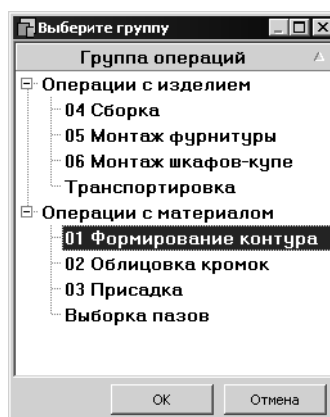 Выберите группу
Группа операций
Операции с изделием
04 Сборка
05 Монтаж фурнитуры
06 Монтаж шкафов-купе
Транспортировка
Операции с материалом
01 Формирование контура
02 Облицовка кромок
03 Присадка
Выборка пазов
OK Отмена